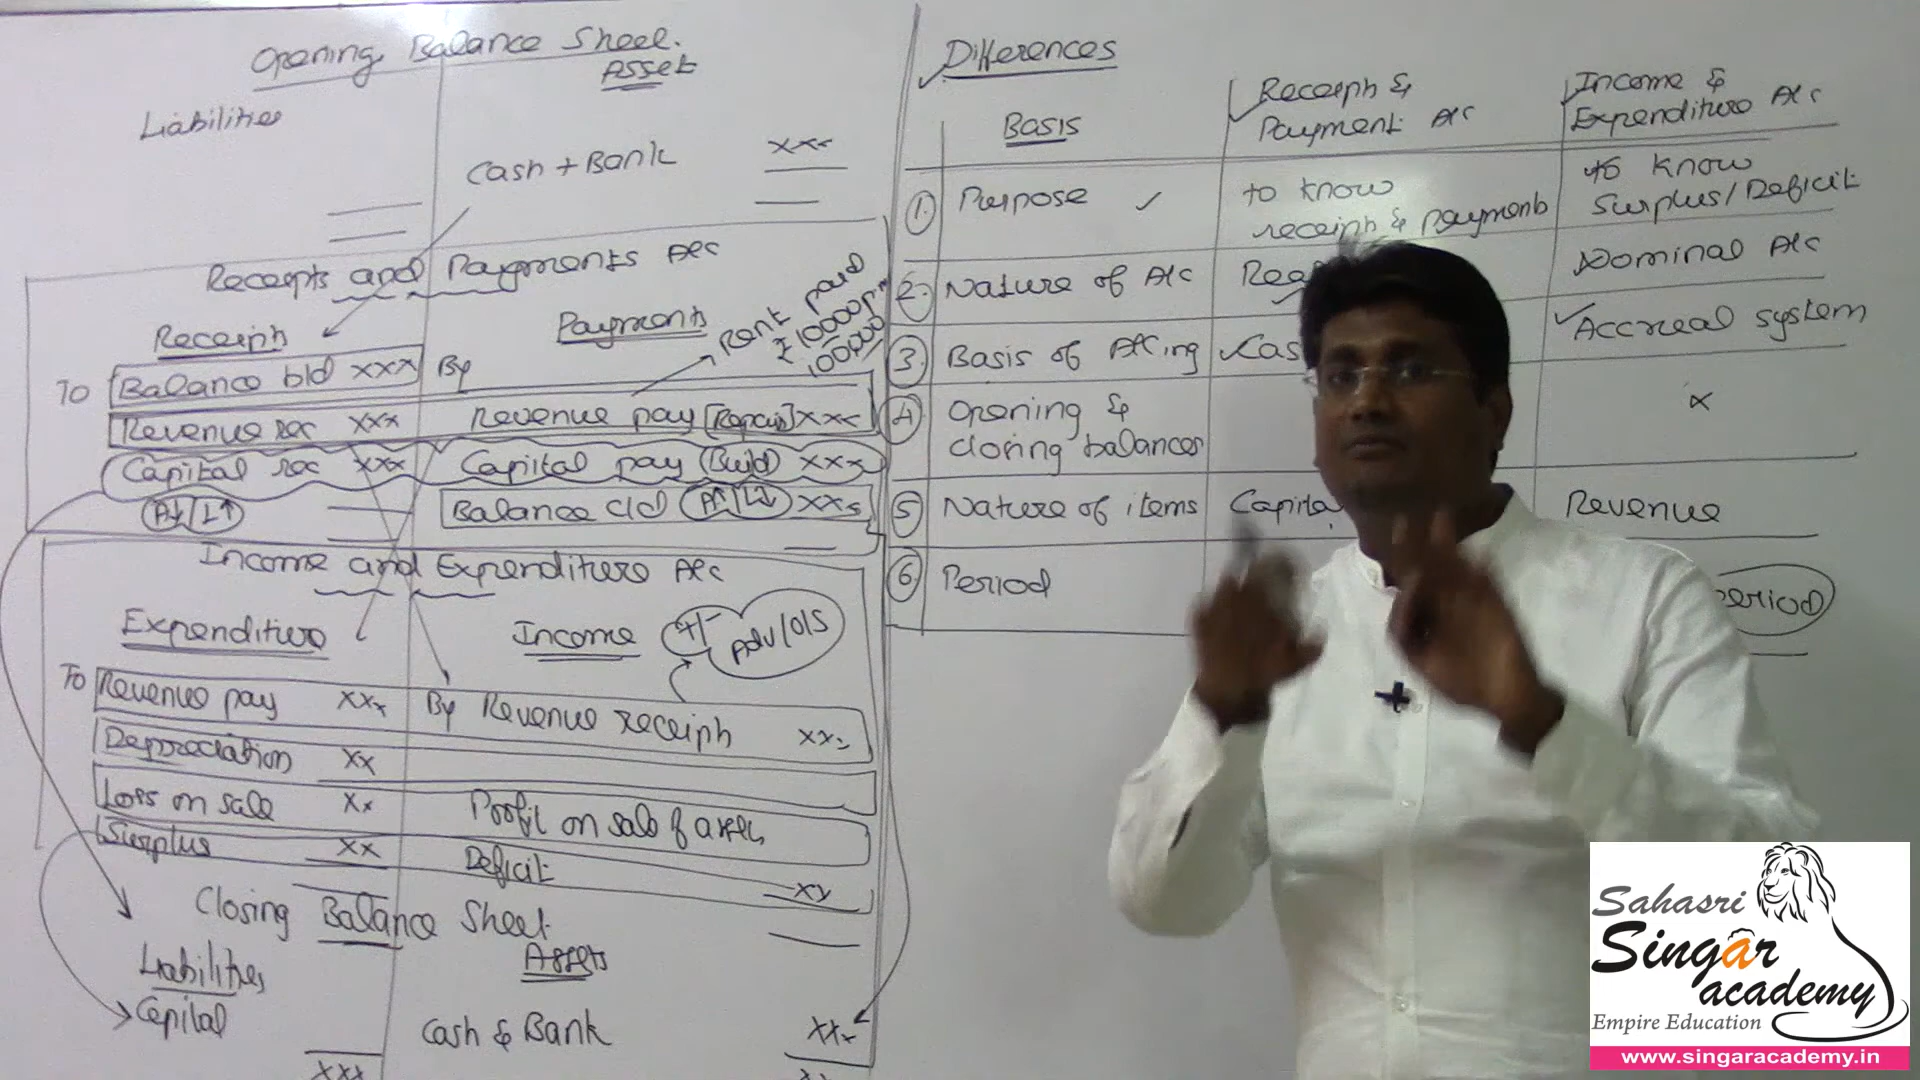 Opening Balance Sheet.
Liabilities
Asset
Cash + Bank xxx
Receipts and Payments A/c
Receipts
Payments
Rent paid
₹10000p.m
100,000
To Balance b/d xxx By
Revenue rec xxx Revenue pay [Repair] xxx
Capital rec xxx Capital pay (Build) xxx
A↓/L↑ Balance c/d A↑/L↓ xxx
Income and Expenditure A/c
Expenditure
Income +/- Adv/O/S
To Revenue pay xxx By Revenue receipts xxx
Depreciation xx
Loss on sale xx Profit on sale of assets
Surplus xx Deficit xx
Closing Balance Sheet.
Liabilities
Assets
Capital
Cash & Bank xxx
xxx
Differences
Basis
Receipts &
Payment A/c
Income &
Expenditure A/c
1. Purpose ✓
to know
receipts & payments
to know
Surplus/Deficit
2. Nature of A/c
Nominal A/c
3. Basis of A/cing
Accrual system
4. Opening &
closing balances
x
5. Nature of items
Revenue
6. Period
Sahasri
Singar
academy
Empire Education
www.singaracademy.in